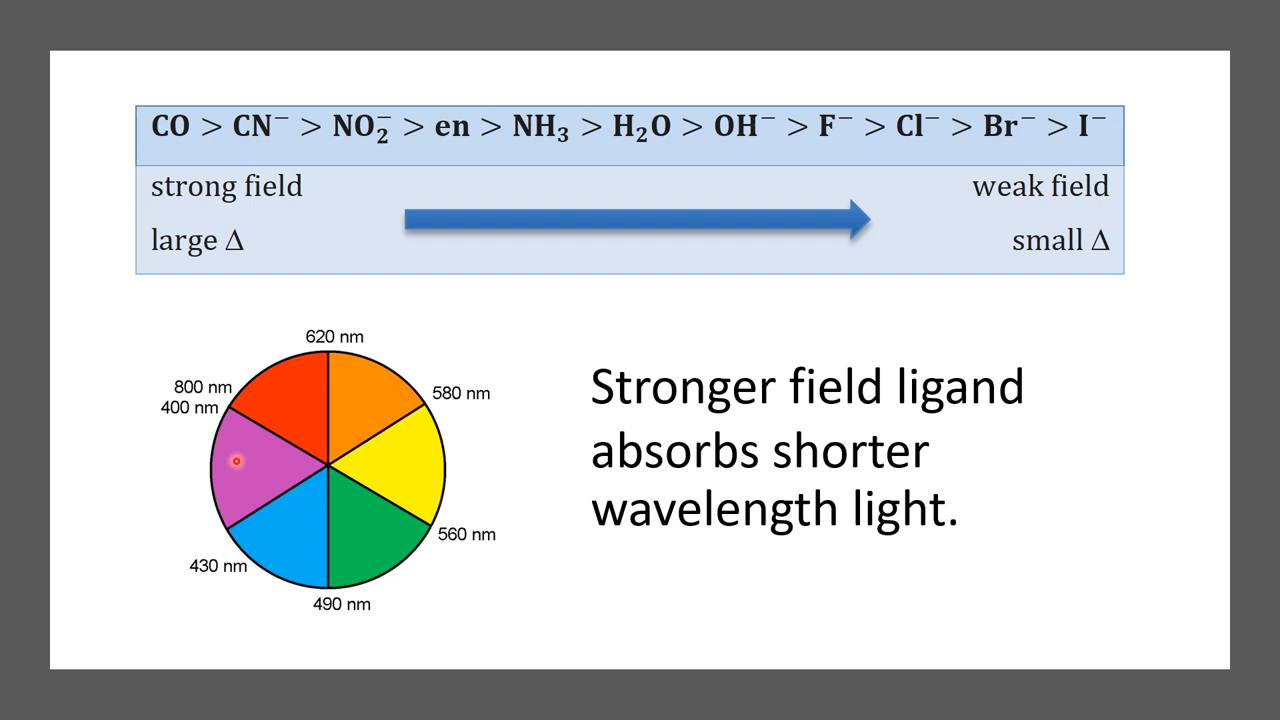 CO > CN⁻ > NO₂⁻ > en > NH₃ > H₂O > OH⁻ > F⁻ > Cl⁻ > Br⁻ > I⁻
strong field weak field
large Δ small Δ
620 nm
800 nm
400 nm
580 nm
560 nm
430 nm
490 nm
Stronger field ligand
absorbs shorter
wavelength light.